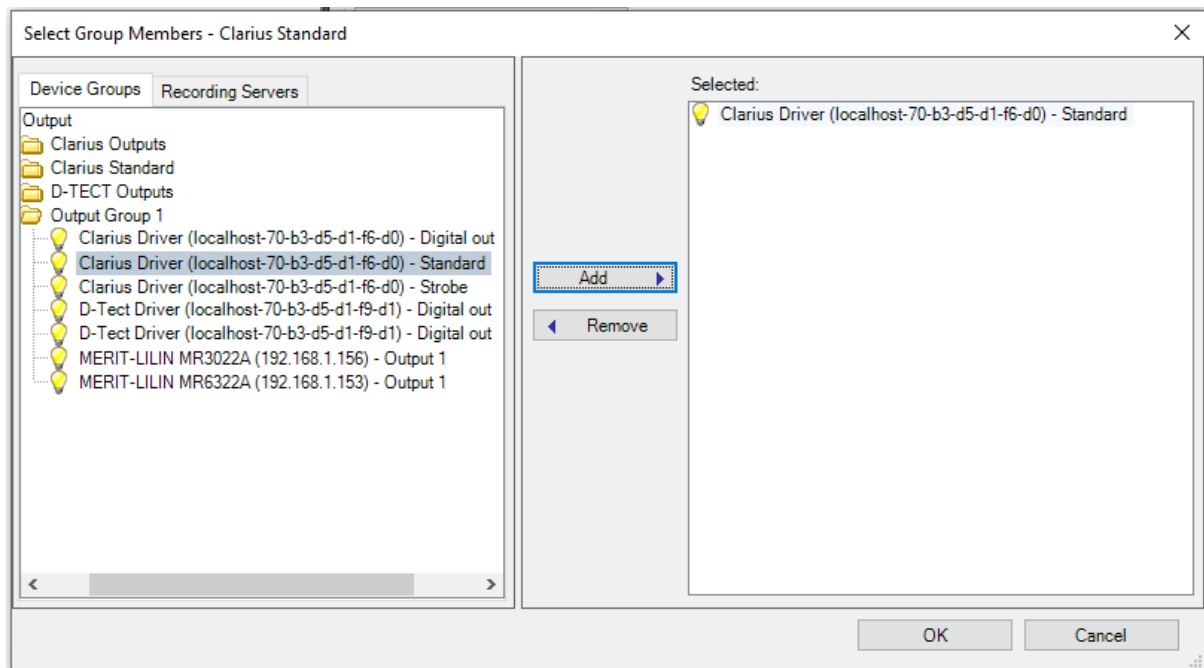 Select Group Members - Clarius Standard
Device Groups
Recording Servers
Output
Clarius Outputs
Clarius Standard
D-TECT Outputs
Output Group 1
Clarius Driver (localhost-70-b3-d5-d1-f6-d0) - Digital out
Clarius Driver (localhost-70-b3-d5-d1-f6-d0) - Standard
Clarius Driver (localhost-70-b3-d5-d1-f6-d0) - Strobe
D-Tect Driver (localhost-70-b3-d5-d1-f9-d1) - Digital out
D-Tect Driver (localhost-70-b3-d5-d1-f9-d1) - Digital out
MERIT-LILIN MR3022A (192.168.1.156) - Output 1
MERIT-LILIN MR6322A (192.168.1.153) - Output 1
Add
Remove
Selected:
Clarius Driver (localhost-70-b3-d5-d1-f6-d0) - Standard
OK
Cancel